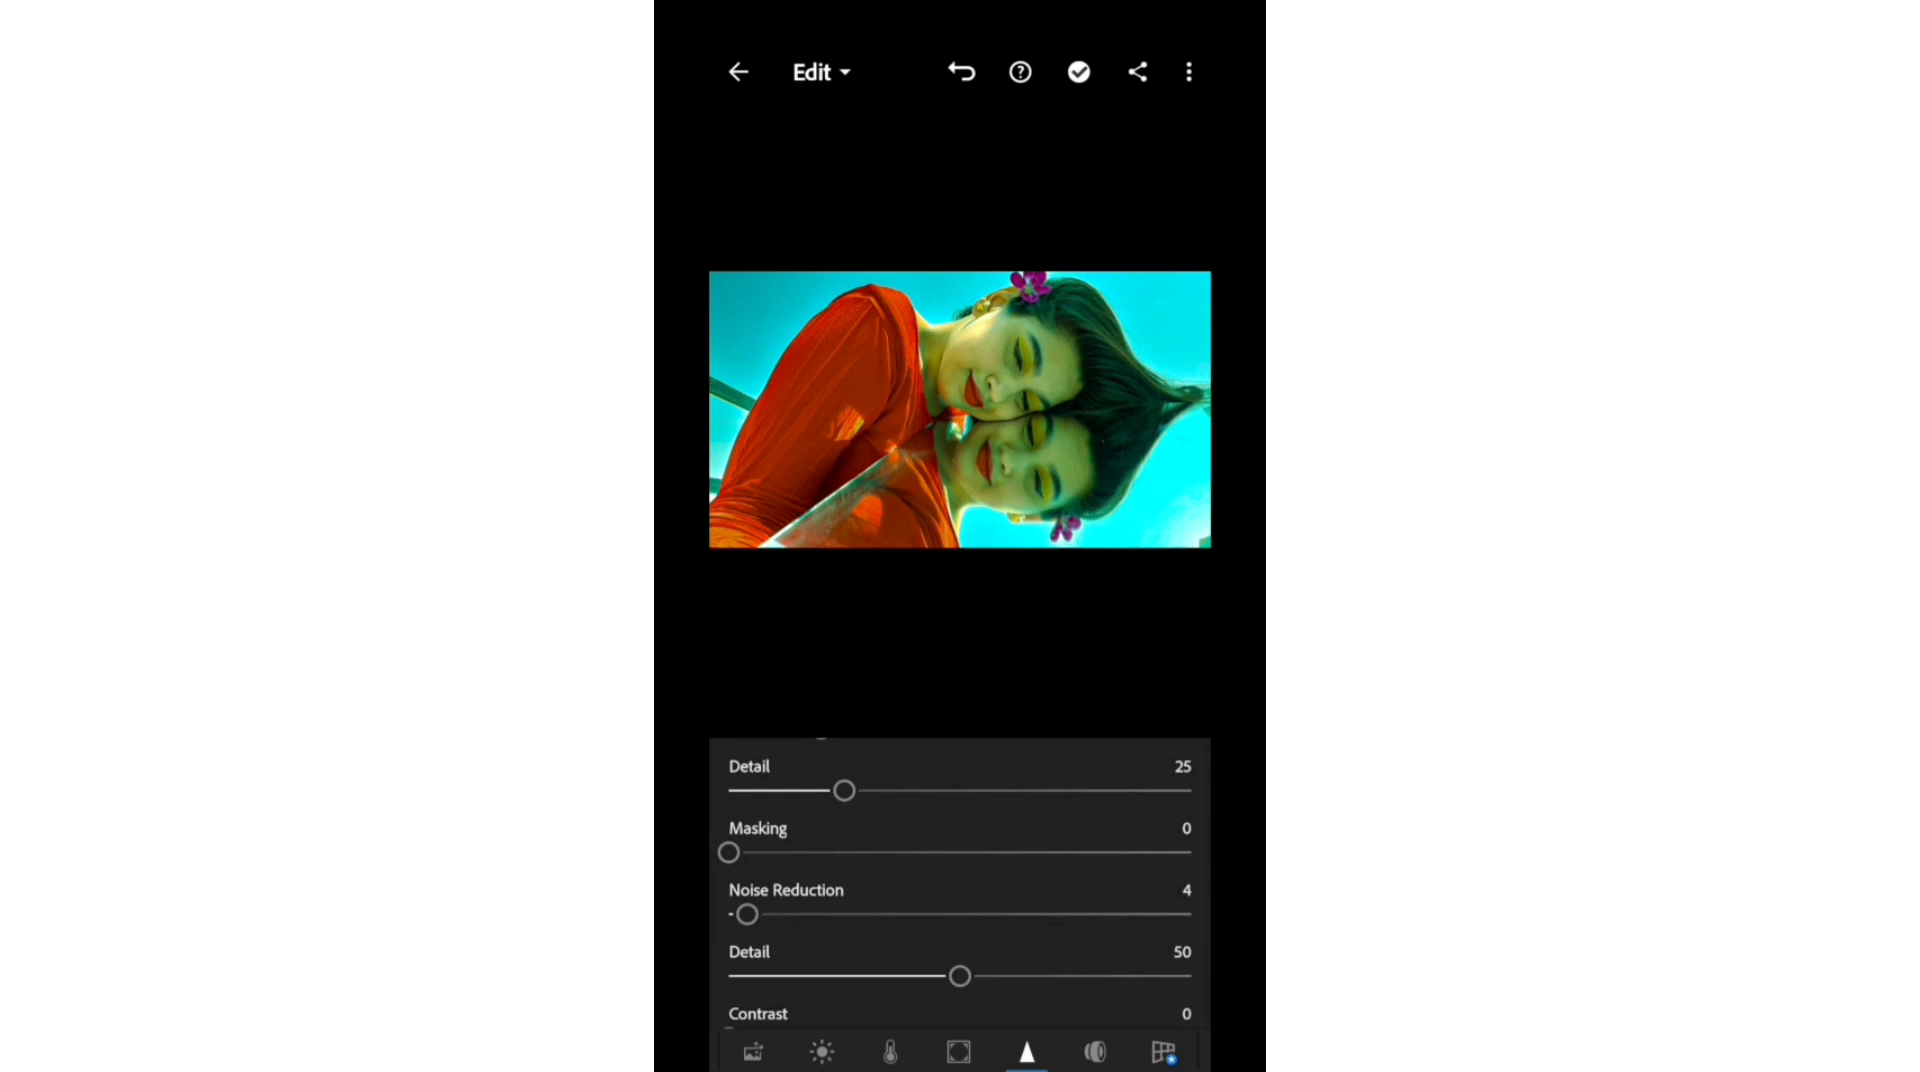 Edit
Detail 25
Masking 0
Noise Reduction 4
Detail 50
Contrast 0